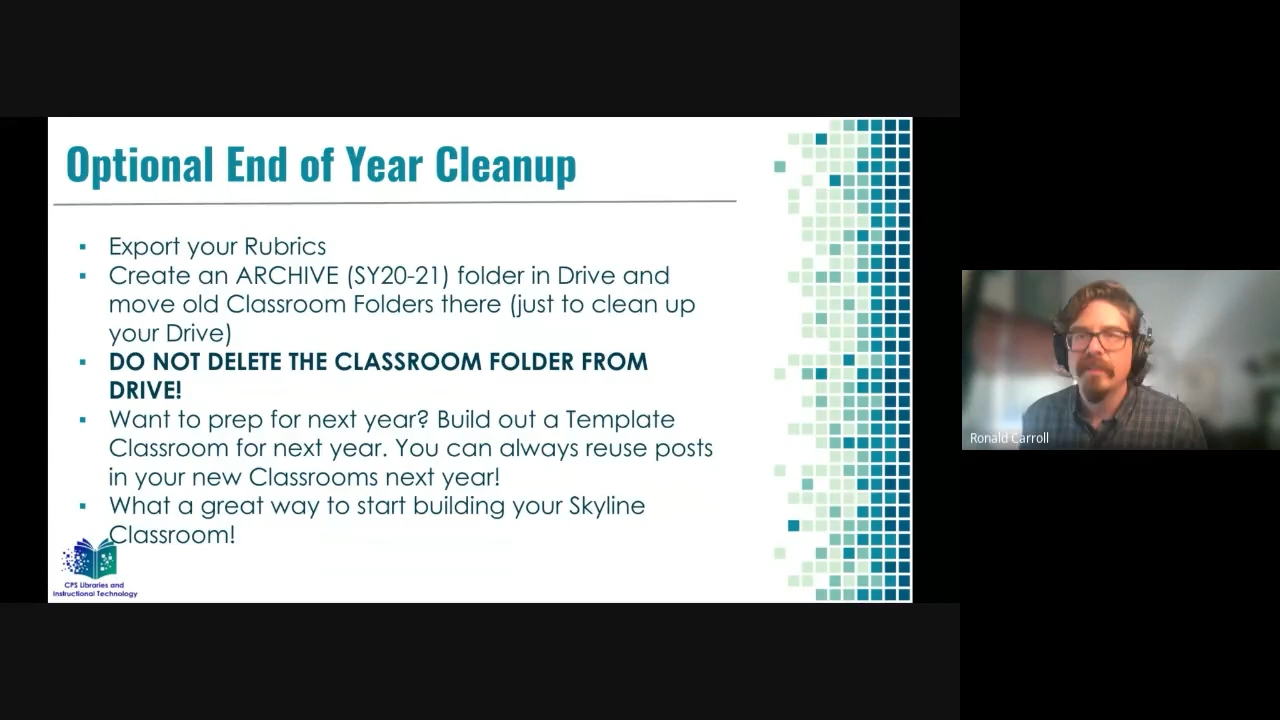 Optional End of Year Cleanup
Export your Rubrics
Create an ARCHIVE (SY20-21) folder in Drive and
move old Classroom Folders there (just to clean up
your Drive)
DO NOT DELETE THE CLASSROOM FOLDER FROM
DRIVE!
Want to prep for next year? Build out a Template
Classroom for next year. You can always reuse posts
in your new Classrooms next year!
What a great way to start building your Skyline
Classroom!
CPS Libraries and
Instructional Technology
Ronald Carroll